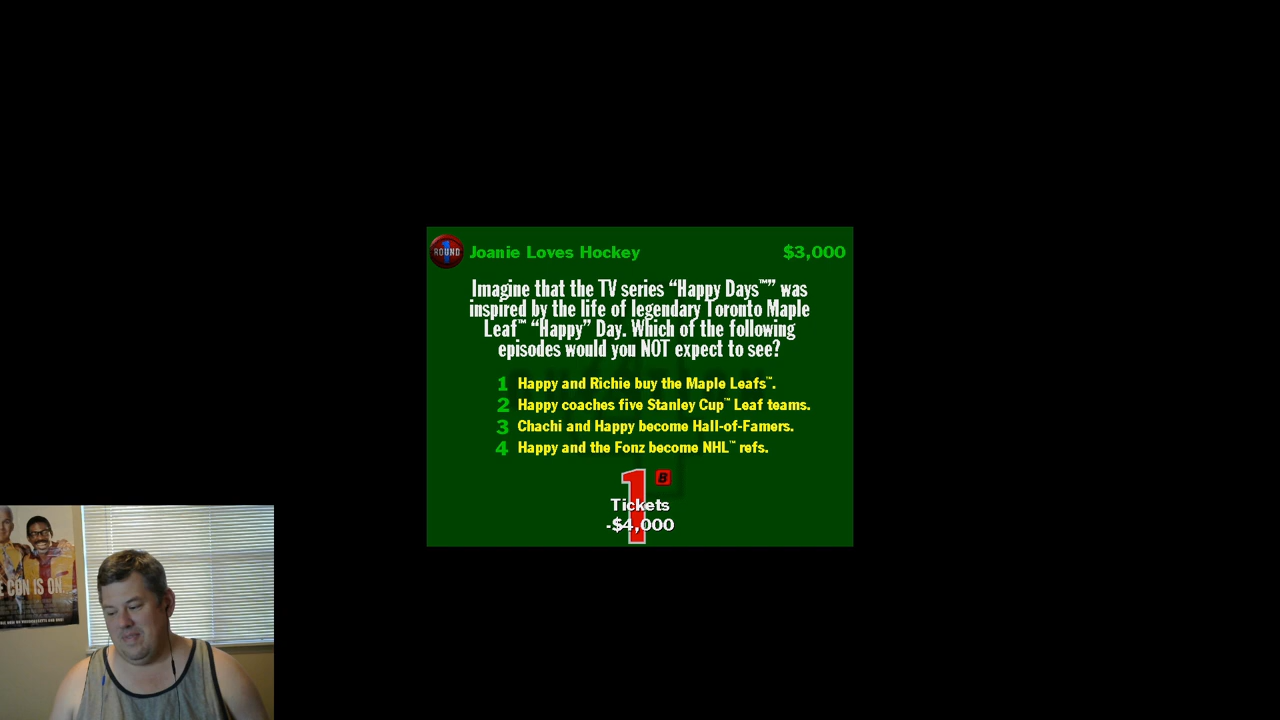 ROUND 1
Joanie Loves Hockey
$3,000
Imagine that the TV series “Happy Days™” was
inspired by the life of legendary Toronto Maple
Leaf™ “Happy” Day. Which of the following
episodes would you NOT expect to see?
1 Happy and Richie buy the Maple Leafs™.
2 Happy coaches five Stanley Cup™ Leaf teams.
3 Chachi and Happy become Hall-of-Famers.
4 Happy and the Fonz become NHL™ refs.
1 B
Tickets
-$4,000
E CON IS ON